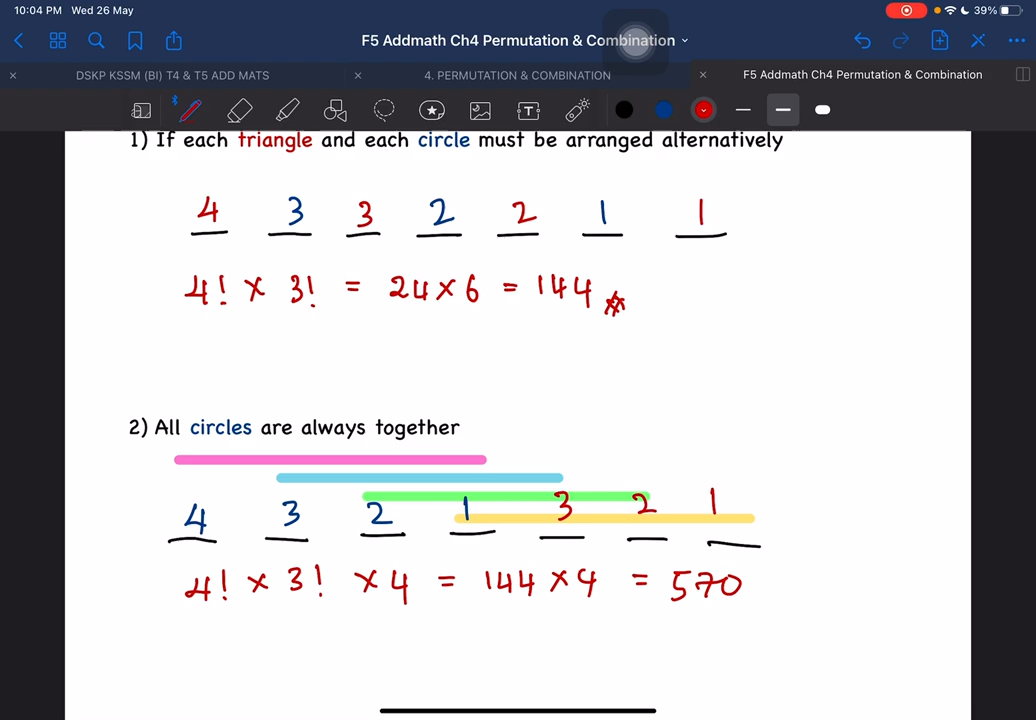 10:04 PM Wed 26 May
39%
F5 Addmath Ch4 Permutation & Combination
DSKP KSSM (BI) T4 & T5 ADD MATS
4. PERMUTATION & COMBINATION
F5 Addmath Ch4 Permutation & Combination
T
1) If each triangle and each circle must be arranged alternatively
4 3 3 2 2 1 1
4! × 3! = 24 × 6 = 144
2) All circles are always together
4 3 2 1 3 2 1
4! × 3! × 4 = 144 × 4 = 570